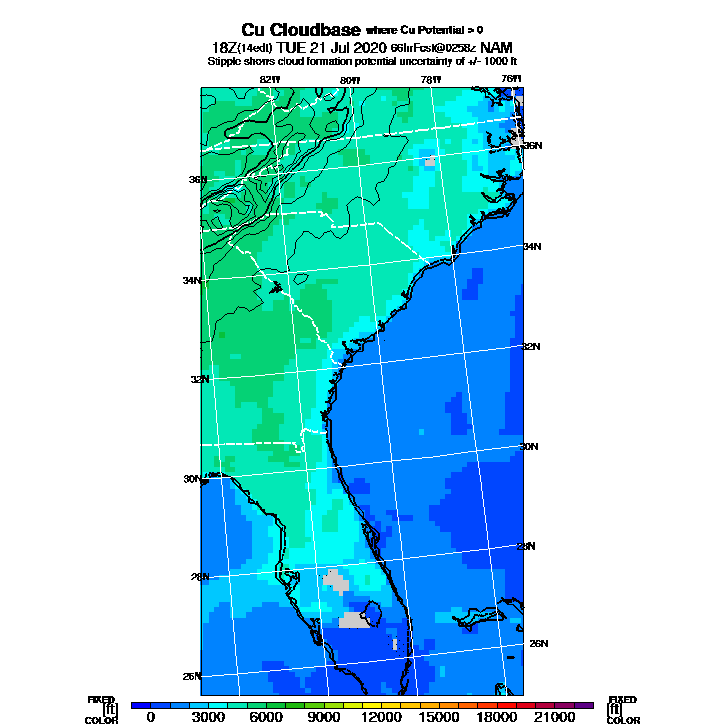 Cu Cloudbase where Cu Potential > 0
18Z(14edt) TUE 21 Jul 2020 66hrFcst@0258z NAM
Stipple shows cloud formation potential uncertainty of +/- 1000 ft
82W 80W 78W 76W
36N
36N
34N
34N
32N
32N
30N
30N
28N
28N
26N
26N
FIXED FIXED
[ft] [ft]
COLOR COLOR
0 3000 6000 9000 12000 15000 18000 21000